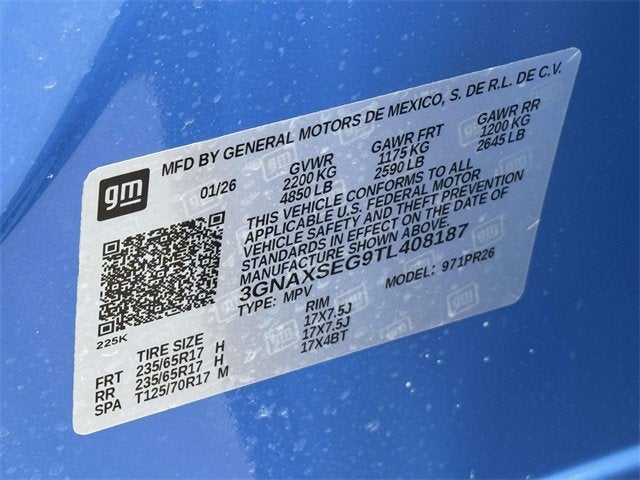 MFD BY GENERAL MOTORS DE MEXICO, S. DE R.L. DE C.V.
gm
01/26
GVWR
2200 KG
4850 LB
GAWR FRT
1175 KG
2590 LB
GAWR RR
1200 KG
2645 LB
THIS VEHICLE CONFORMS TO ALL
APPLICABLE U.S. FEDERAL MOTOR
VEHICLE SAFETY AND THEFT PREVENTION
STANDARDS IN EFFECT ON THE DATE OF
MANUFACTURE SHOWN ABOVE.
3GNAXSEG9TL408187
TYPE: MPV
MODEL: 971PR26
225K
TIRE SIZE RIM
FRT 235/65R17 H 17X7.5J
RR 235/65R17 H 17X7.5J
SPA T125/70R17 M 17X4BT